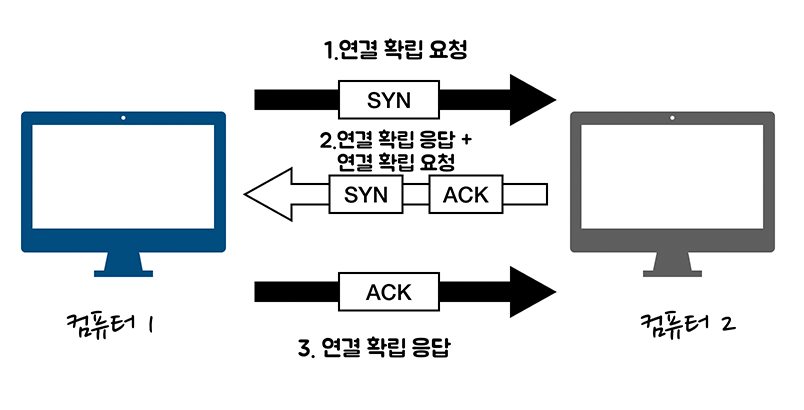 1.연결 확립 요청
SYN
2.연결 확립 응답 +
연결 확립 요청
SYN ACK
ACK
컴퓨터 1
컴퓨터 2
3. 연결 확립 응답